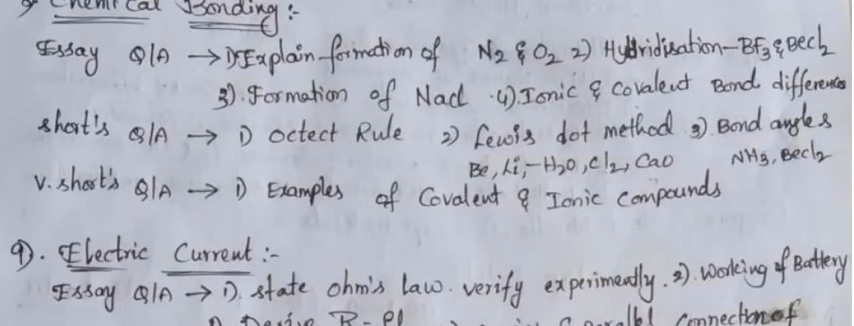 Chemical Bonding :-
Essay Q/A → 1) Explain formation of N2 & O2 2) Hybridisation-BF3 & Becl2
3). Formation of Nacl 4). Ionic & Covalent Bond differences
short's Q/A → 1) Octect Rule 2) Lewis dot method 3) Bond angles
Be, Li, H2O, Cl2, CaO NH3, Becl2
V. short's Q/A → 1) Examples of Covalent & Ionic Compounds
9). Electric Current :-
Essay Q/A → 1). state ohm's law. verify experimently. 2). Working of Battery
Connection of